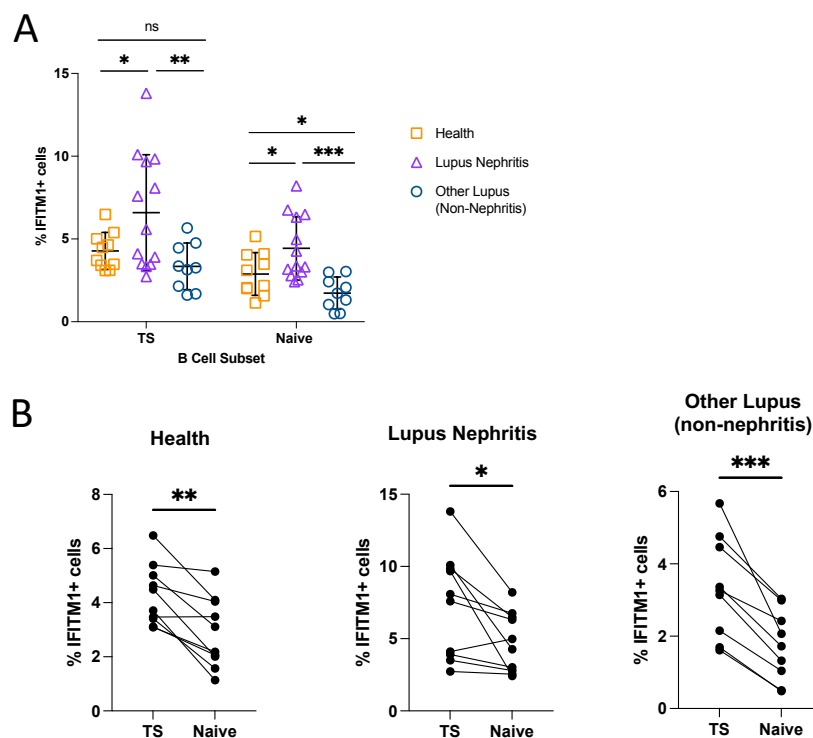 A
ns
*
**
*
*
***
15
10
5
0
% IFITM1+ cells
TS
Naive
B Cell Subset
Health
Lupus Nephritis
Other Lupus
(Non-Nephritis)
B
Health
**
8
6
4
2
0
% IFITM1+ cells
TS
Naive
Lupus Nephritis
*
15
10
5
0
% IFITM1+ cells
TS
Naive
Other Lupus
(non-nephritis)
***
6
4
2
0
% IFITM1+ cells
TS
Naive